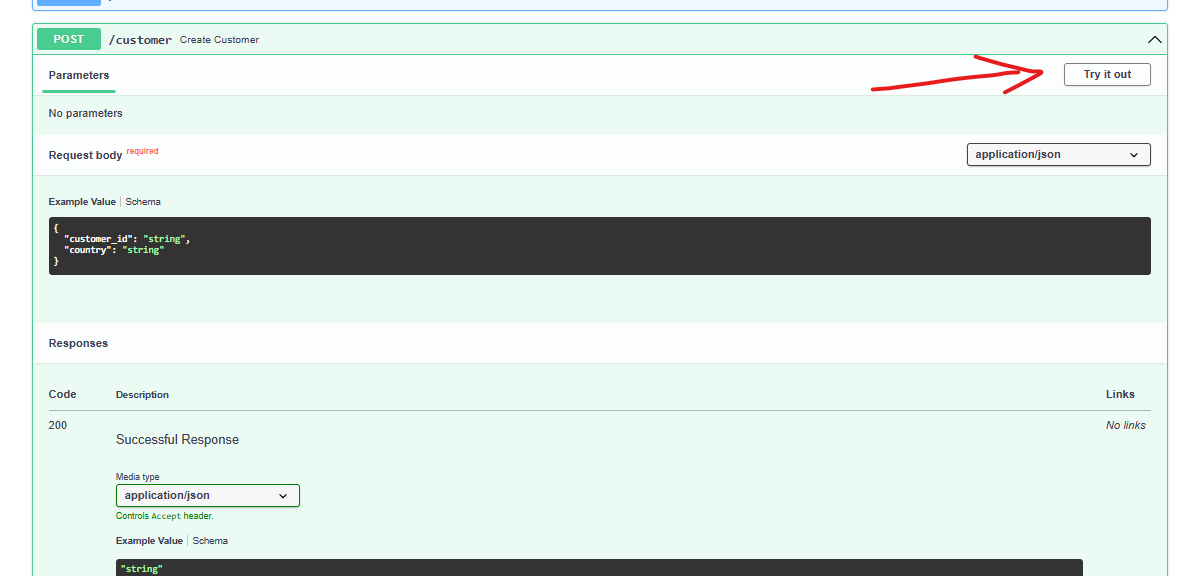 POST /customer Create Customer
Parameters
Try it out
No parameters
Request body required
application/json
Example Value Schema
{
"customer_id": "string",
"country": "string"
}
Responses
Code Description Links
200 No links
Successful Response
Media type
application/json
Controls Accept header.
Example Value Schema
"string"